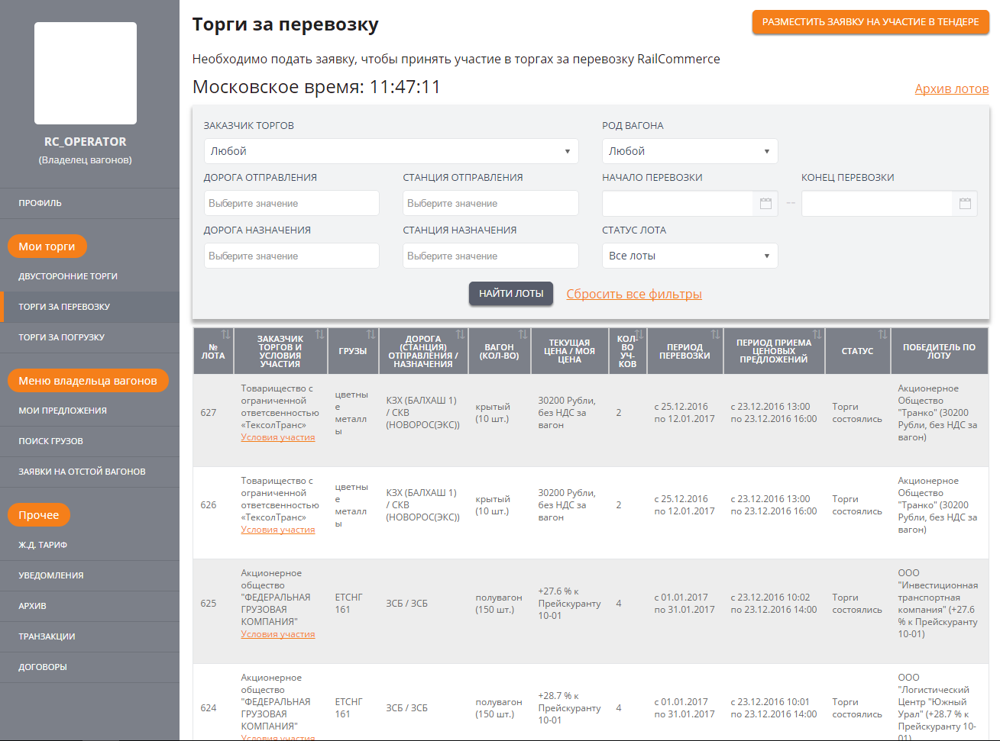 RC_OPERATOR
(Владелец вагонов)
ПРОФИЛЬ
Мои торги
ДВУСТОРОННИЕ ТОРГИ
ТОРГИ ЗА ПЕРЕВОЗКУ
ТОРГИ ЗА ПОГРУЗКУ
Меню владельца вагонов
МОИ ПРЕДЛОЖЕНИЯ
ПОИСК ГРУЗОВ
ЗАЯВКИ НА ОТСТОЙ ВАГОНОВ
Прочее
Ж.Д. ТАРИФ
УВЕДОМЛЕНИЯ
АРХИВ
ТРАНЗАКЦИИ
ДОГОВОРЫ
Торги за перевозку
РАЗМЕСТИТЬ ЗАЯВКУ НА УЧАСТИЕ В ТЕНДЕРЕ
Необходимо подать заявку, чтобы принять участие в торгах за перевозку RailCommerce
Московское время: 11:47:11
Архив лотов
ЗАКАЗЧИК ТОРГОВ
РОД ВАГОНА
Любой
Любой
ДОРОГА ОТПРАВЛЕНИЯ
СТАНЦИЯ ОТПРАВЛЕНИЯ
НАЧАЛО ПЕРЕВОЗКИ
КОНЕЦ ПЕРЕВОЗКИ
Выберите значение
Выберите значение
--
ДОРОГА НАЗНАЧЕНИЯ
СТАНЦИЯ НАЗНАЧЕНИЯ
СТАТУС ЛОТА
Выберите значение
Выберите значение
Все лоты
НАЙТИ ЛОТЫ
Сбросить все фильтры
№
ЛОТА
ЗАКАЗЧИК
ТОРГОВ И
УСЛОВИЯ
УЧАСТИЯ
ГРУЗЫ
ДОРОГА
(СТАНЦИЯ)
ОТПРАВЛЕНИЯ /
НАЗНАЧЕНИЯ
ВАГОН
(КОЛ-ВО)
ТЕКУЩАЯ
ЦЕНА / МОЯ
ЦЕНА
КОЛ-
ВО
УЧ-
КОВ
ПЕРИОД
ПЕРЕВОЗКИ
ПЕРИОД ПРИЕМА
ЦЕНОВЫХ
ПРЕДЛОЖЕНИЙ
СТАТУС
ПОБЕДИТЕЛЬ ПО
ЛОТУ
627
Товарищество с
ограниченной
ответсвенностью
«ТексолТранс»
Условия участия
цветны
е
металл
ы
КЗХ (БАЛХАШ 1)
/ СКВ
(НОВОРОС(ЭКС))
крытый
(10 шт.)
30200 Рубли,
без НДС за
вагон
2
с 25.12.2016
по 12.01.2017
с 23.12.2016 13:00
по 23.12.2016 16:00
Торги
состоялись
Акционерное
Общество
"Транко" (30200
Рубли, без НДС за
вагон)
626
Товарищество с
ограниченной
ответсвенностью
«ТексолТранс»
Условия участия
цветны
е
металл
ы
КЗХ (БАЛХАШ 1)
/ СКВ
(НОВОРОС(ЭКС))
крытый
(10 шт.)
30200 Рубли,
без НДС за
вагон
2
с 25.12.2016
по 12.01.2017
с 23.12.2016 13:00
по 23.12.2016 16:00
Торги
состоялись
Акционерное
Общество
"Транко" (30200
Рубли, без НДС за
вагон)
625
Акционерное
общество
"ФЕДЕРАЛЬНАЯ
ГРУЗОВАЯ
КОМПАНИЯ"
Условия участия
ЕТСНГ
161
ЗСБ / ЗСБ
полувагон
(150 шт.)
+27.6 % к
Прейскуранту
10-01
4
с 01.01.2017
по 31.01.2017
с 23.12.2016 10:02
по 23.12.2016 14:00
Торги
состоялись
ООО
"Инвестиционная
транспортная
компания" (+27.6
% к Прейскуранту
10-01)
624
Акционерное
общество
"ФЕДЕРАЛЬНАЯ
ГРУЗОВАЯ
КОМПАНИЯ"
Условия участия
ЕТСНГ
161
ЗСБ / ЗСБ
полувагон
(150 шт.)
+28.7 % к
Прейскуранту
10-01
4
с 01.01.2017
по 31.01.2017
с 23.12.2016 10:01
по 23.12.2016 14:00
Торги
состоялись
ООО
"Логистический
Центр "Южный
Урал" (+28.7 % к
Прейскуранту 10-
01)